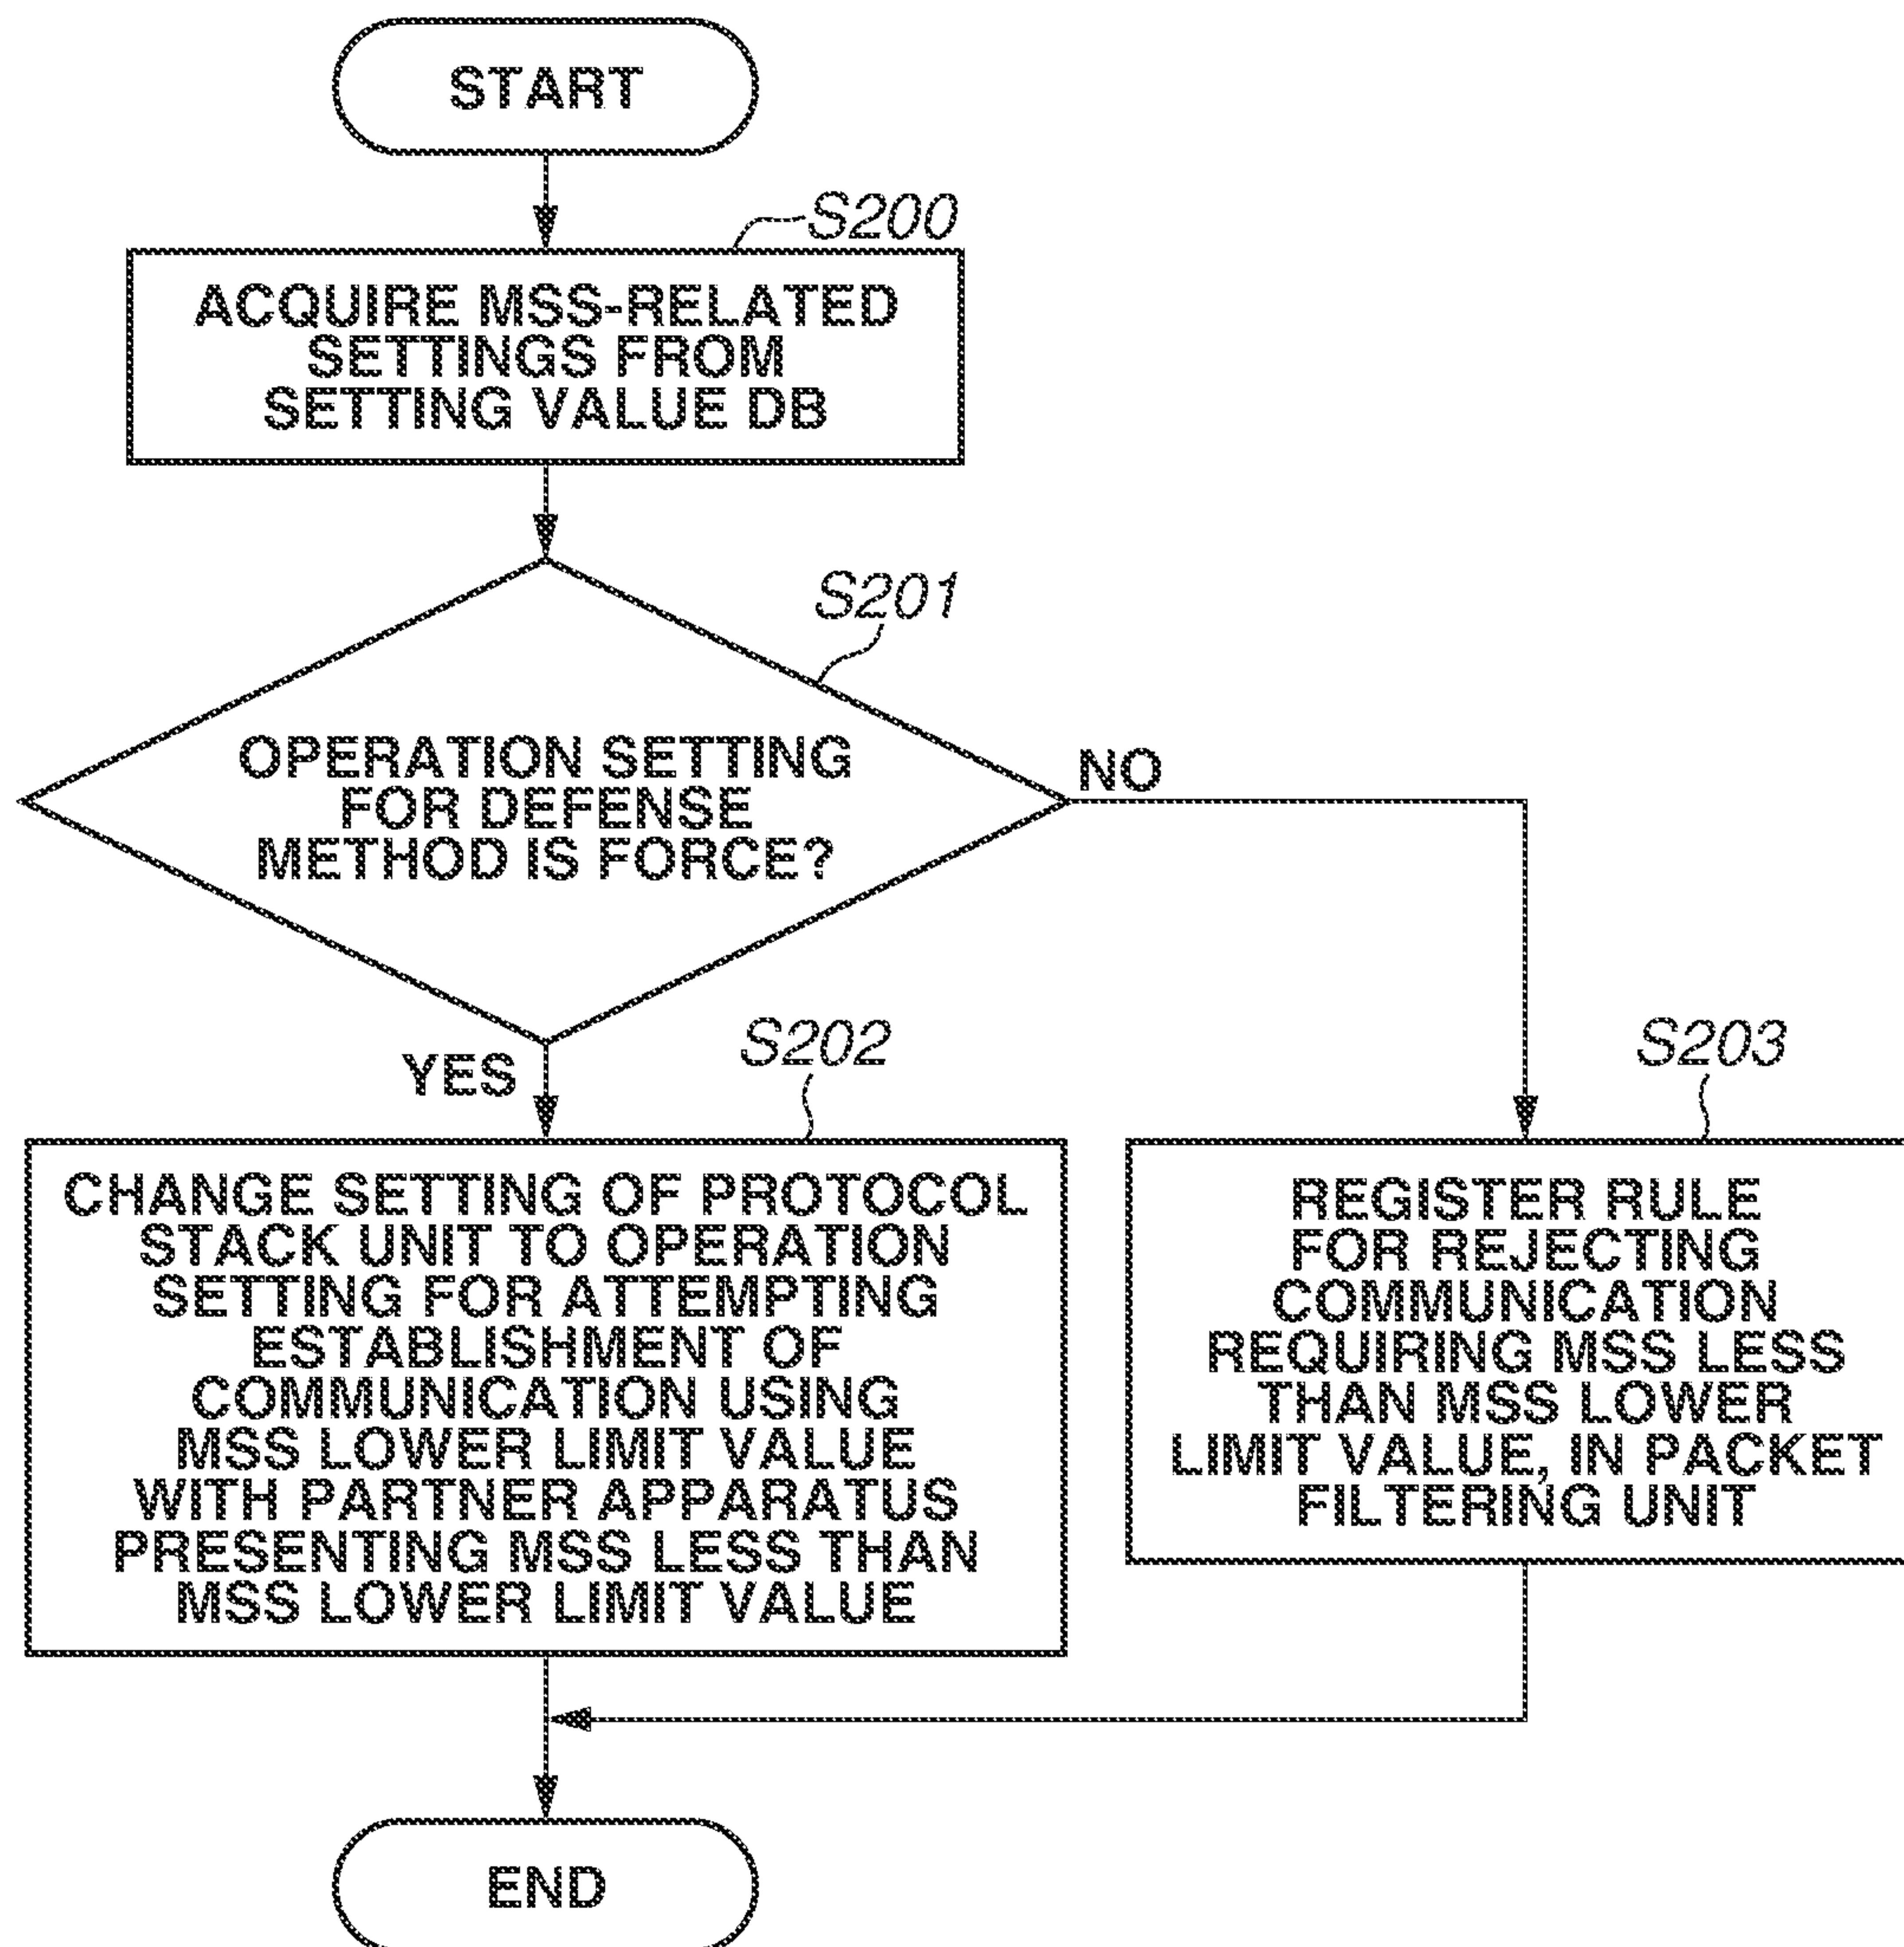 START
S200
ACQUIRE MSS-RELATED
SETTINGS FROM
SETTING VALUE DB
S201
OPERATION SETTING
FOR DEFENSE
METHOD IS FORCE?
NO
YES
S202
CHANGE SETTING OF PROTOCOL
STACK UNIT TO OPERATION
SETTING FOR ATTEMPTING
ESTABLISHMENT OF
COMMUNICATION USING
MSS LOWER LIMIT VALUE
WITH PARTNER APPARATUS
PRESENTING MSS LESS THAN
MSS LOWER LIMIT VALUE
S203
REGISTER RULE
FOR REJECTING
COMMUNICATION
REQUIRING MSS LESS
THAN MSS LOWER
LIMIT VALUE, IN PACKET
FILTERING UNIT
END